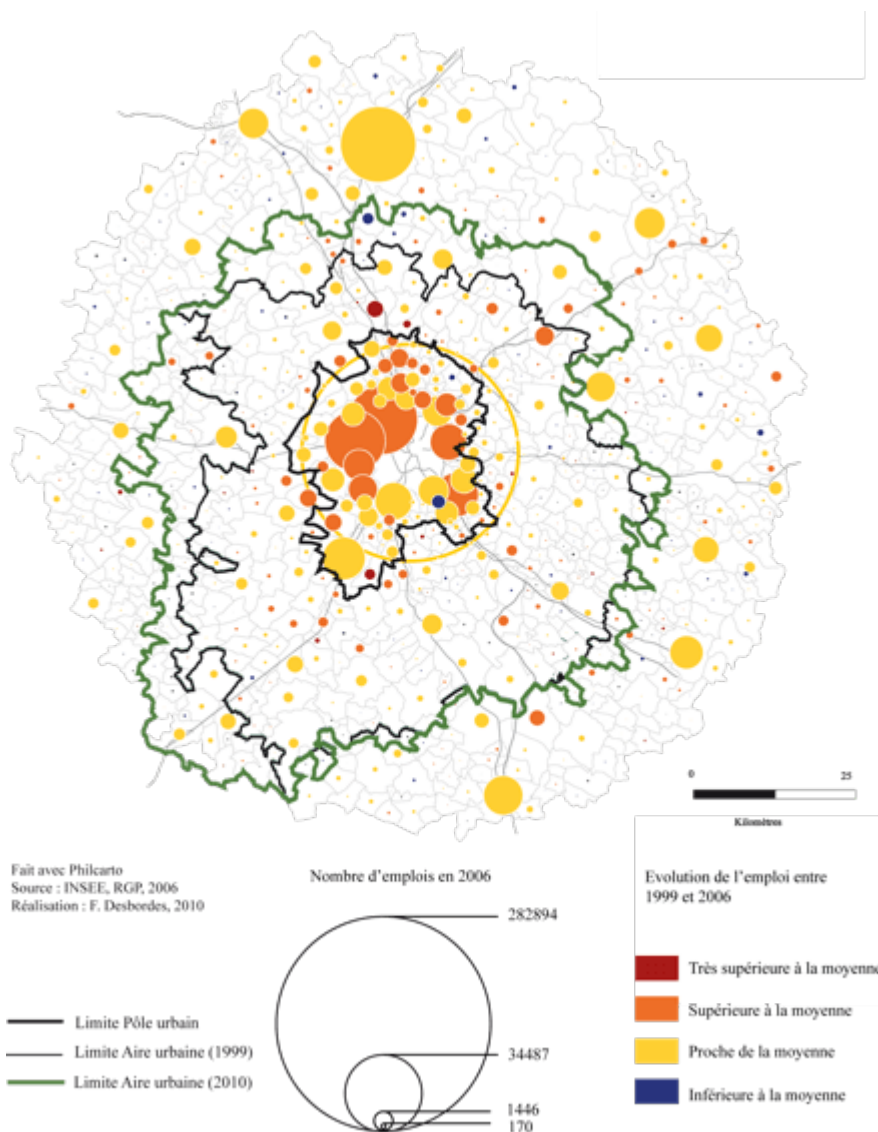 0
25
Kilomètres
Fait avec Philcarto
Source : INSEE, RGP, 2006
Réalisation : F. Desbordes, 2010
Nombre d'emplois en 2006
282894
34487
1446
170
Limite Pôle urbain
Limite Aire urbaine (1999)
Limite Aire urbaine (2010)
Evolution de l'emploi entre
1999 et 2006
Très supérieure à la moyenne
Supérieure à la moyenne
Proche de la moyenne
Inférieure à la moyenne